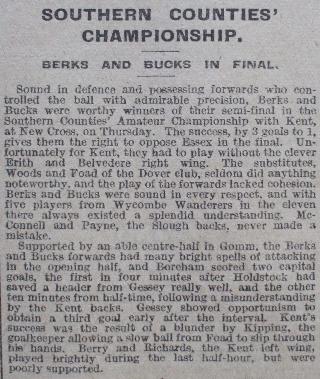 SOUTHERN COUNTIES'
CHAMPIONSHIP.
BERKS AND BUCKS IN FINAL.
Sound in defence and possessing forwards who con-
trolled the ball with admirable precision, Berks and
Bucks were worthy winners of their semi-final in the
Southern Counties' Amateur Championship with Kent,
at New Cross, on Thursday. The success, by 3 goals to 1,
gives them the right to oppose Essex in the final. Un-
fortunately for Kent, they had to play without the clever
Erith and Belvedere right wing. The substitutes,
Woods and Foad of the Dover club, seldom did anything
noteworthy, and the play of the forwards lacked cohesion.
Berks and Bucks were sound in every respect, and with
five players from Wycombe Wanderers in the eleven
there always existed a splendid understanding. Mc-
Connell and Payne, the Slough backs, never made a
mistake.
Supported by an able centre-half in Gomm, the Berks
and Bucks forwards had many bright spells of attacking
in the opening half, and Boreham scored two capital
goals, the first in four minutes after Holdstock had
saved a header from Gessey really well, and the other
ten minutes from half-time, following a misunderstanding
by the Kent backs. Gessey showed opportunism to
obtain a third goal early after the interval. Kent's
success was the result of a blunder by Kipping, the
goalkeeper allowing a slow ball from Foad to slip through
his hands. Berry and Richards, the Kent left wing,
played brightly during the last half-hour, but were
poorly supported.